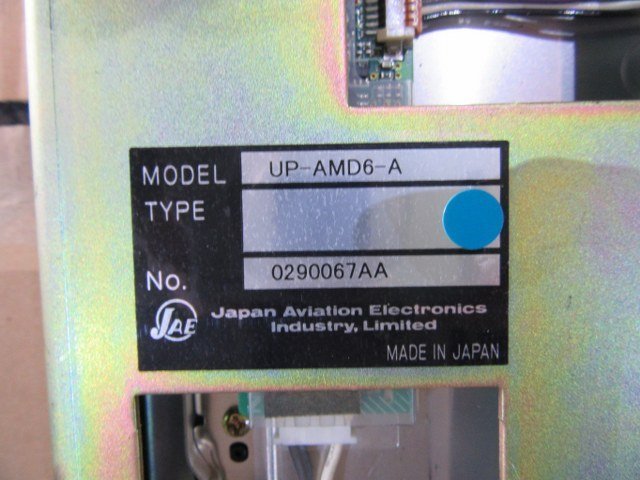 MODEL UP-AMD6-A
TYPE
No. 0290067AA
JAE Japan Aviation Electronics
Industry, Limited
MADE IN JAPAN